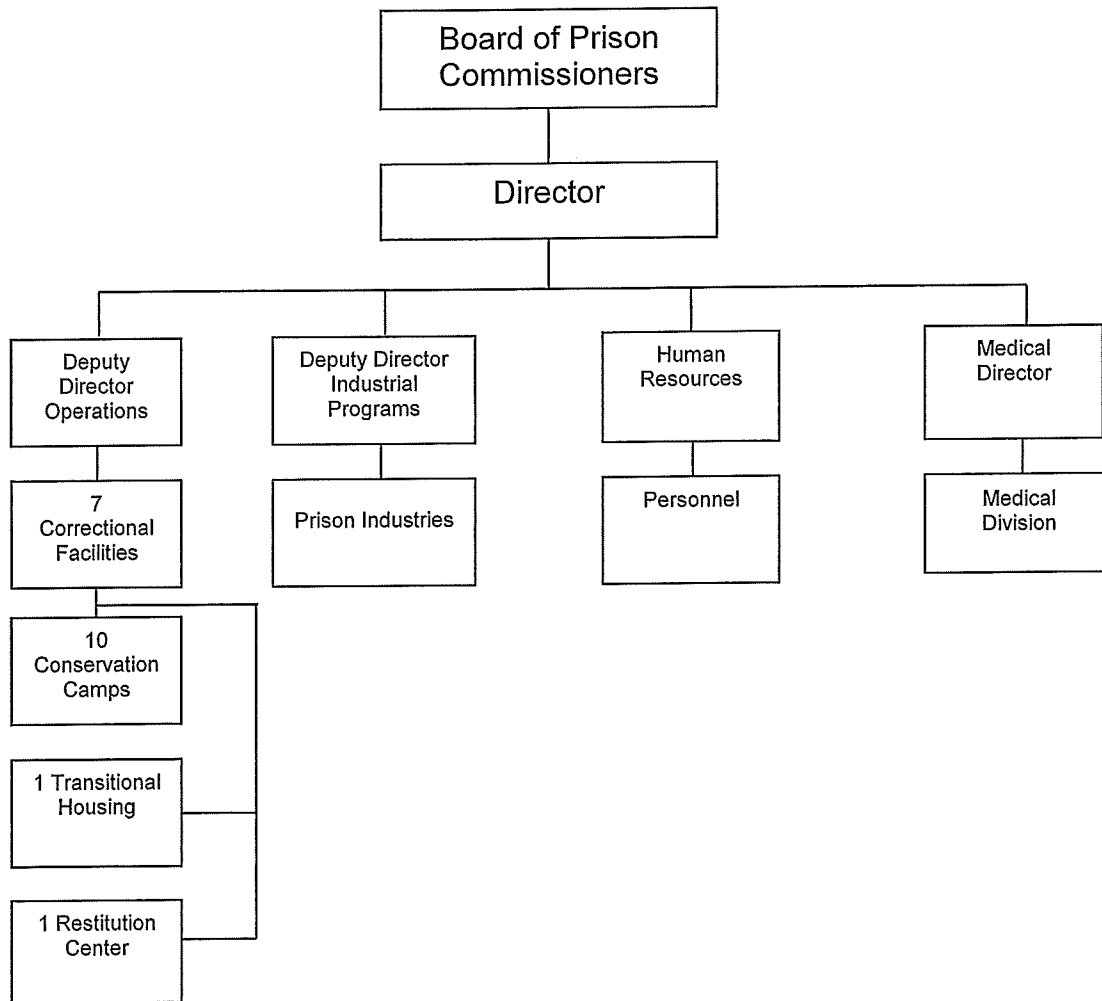 Board of Prison
Commissioners
Director
Deputy
Director
Operations
Deputy Director
Industrial
Programs
Human
Resources
Medical
Director
7
Correctional
Facilities
Prison Industries
Personnel
Medical
Division
10
Conservation
Camps
1 Transitional
Housing
1 Restitution
Center